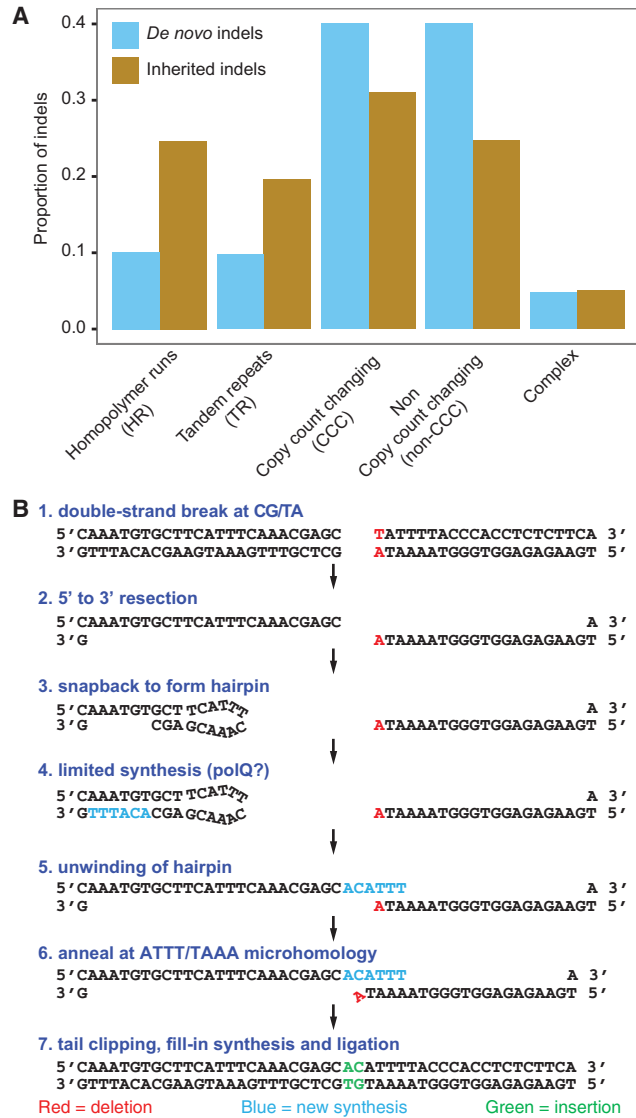 A
0.4
0.3
0.2
0.1
0.0
Proportion of indels
De novo indels
Inherited indels
Homopolymer runs
(HR)
Tandem repeats
(TR)
Copy count changing
(CCC)
Non
Copy count changing
(non-CCC)
Complex
B
1. double-strand break at CG/TA
5′CAAATGTGCTTCATTTCAAACGAGC TATTTTACCCACCTCTCTTCA 3′
3′GTTTACACGAAGTAAAGTTTGCTCG ATAAAATGGGTGGAGAGAAGT 5′
2. 5′ to 3′ resection
5′CAAATGTGCTTCATTTCAAACGAGC A 3′
3′G ATAAAATGGGTGGAGAGAAGT 5′
3. snapback to form hairpin
5′CAAATGTGCTTCATTT A 3′
3′G CGAGCAAAC ATAAAATGGGTGGAGAGAAGT 5′
4. limited synthesis (polQ?)
5′CAAATGTGCTTCATTT A 3′
3′GTTTACACGAGCAAAC ATAAAATGGGTGGAGAGAAGT 5′
5. unwinding of hairpin
5′CAAATGTGCTTCATTTCAAACGAGCACATTT A 3′
3′G ATAAAATGGGTGGAGAGAAGT 5′
6. anneal at ATTT/TAAA microhomology
5′CAAATGTGCTTCATTTCAAACGAGCACATTT A 3′
3′G ATAAAATGGGTGGAGAGAAGT 5′
7. tail clipping, fill-in synthesis and ligation
5′CAAATGTGCTTCATTTCAAACGAGCACATTTTACCCACCTCTCTTCA 3′
3′GTTTACACGAAGTAAAGTTTGCTCGTGTAAAATGGGTGGAGAGAAGT 5′
Red = deletion Blue = new synthesis Green = insertion